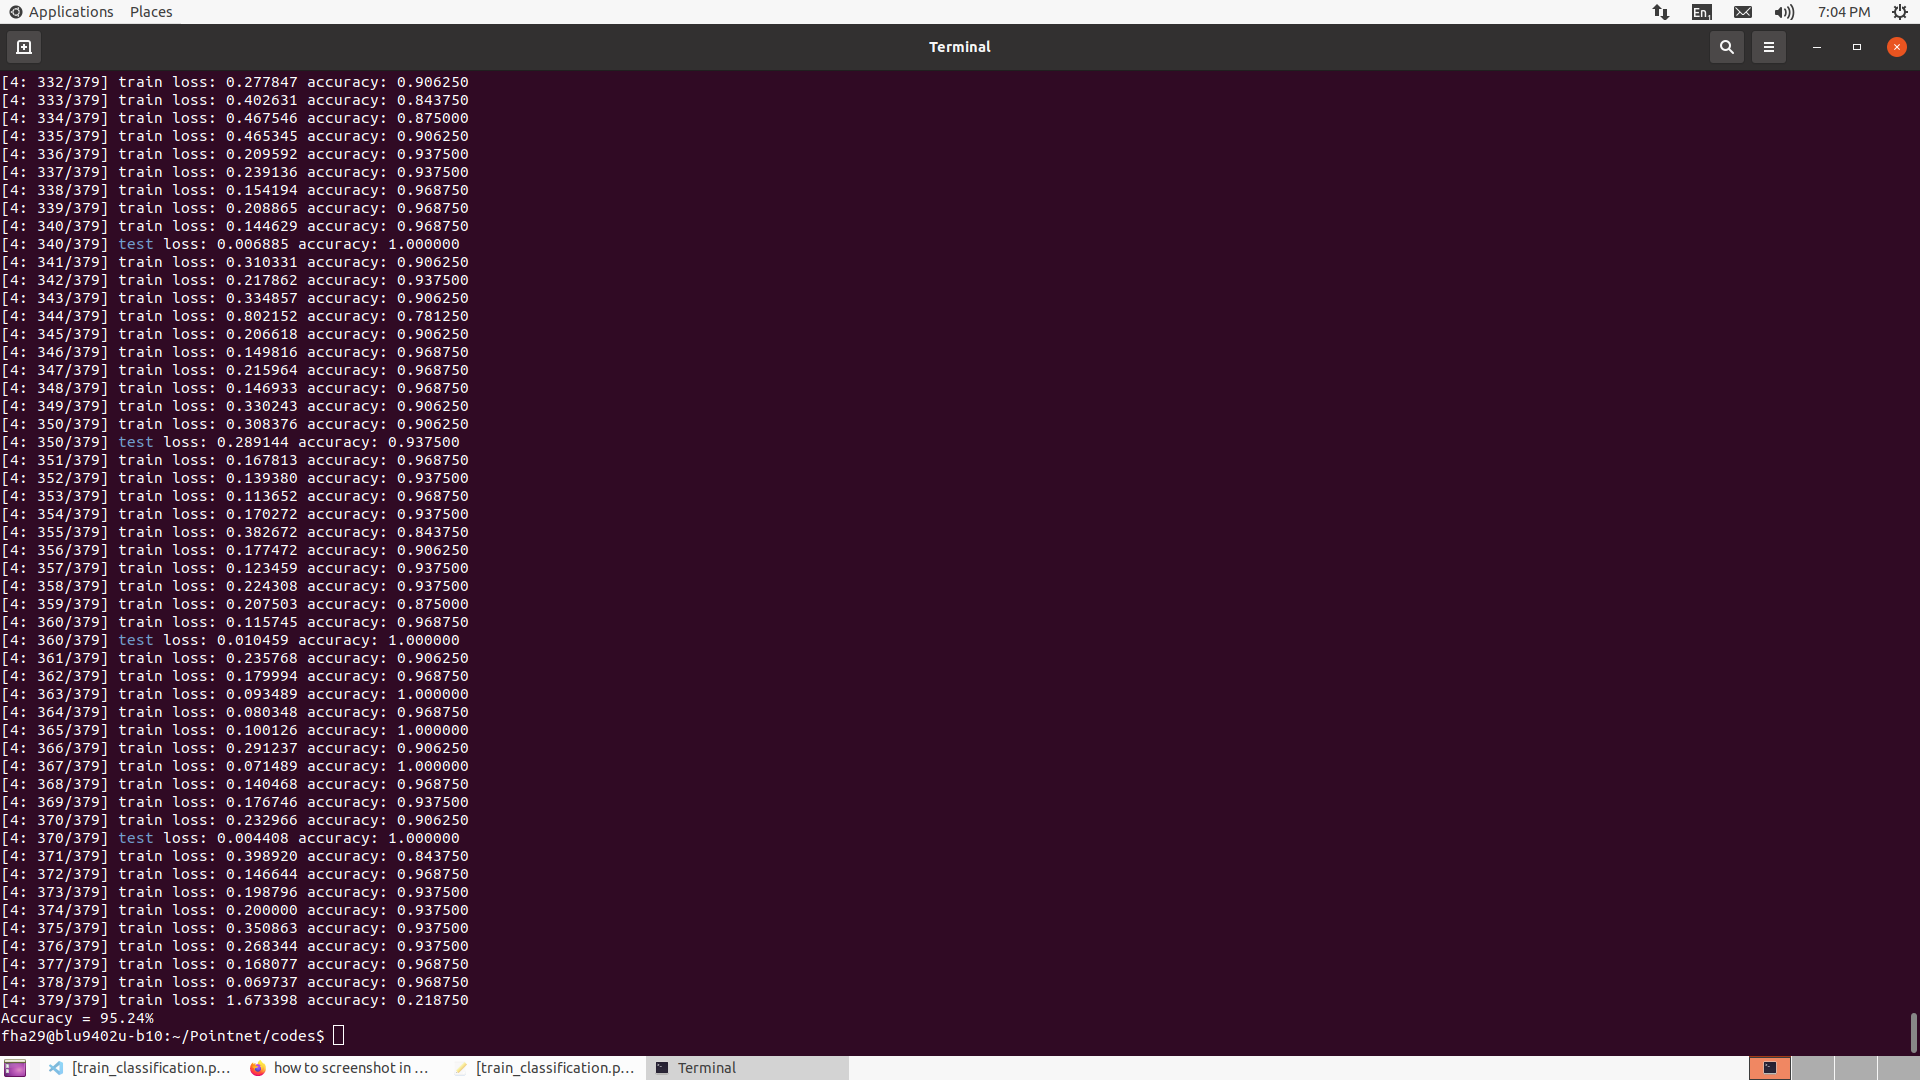 Applications Places
En₁ 7:04 PM
Terminal
[4: 332/379] train loss: 0.277847 accuracy: 0.906250
[4: 333/379] train loss: 0.402631 accuracy: 0.843750
[4: 334/379] train loss: 0.467546 accuracy: 0.875000
[4: 335/379] train loss: 0.465345 accuracy: 0.906250
[4: 336/379] train loss: 0.209592 accuracy: 0.937500
[4: 337/379] train loss: 0.239136 accuracy: 0.937500
[4: 338/379] train loss: 0.154194 accuracy: 0.968750
[4: 339/379] train loss: 0.208865 accuracy: 0.968750
[4: 340/379] train loss: 0.144629 accuracy: 0.968750
[4: 340/379] test loss: 0.006885 accuracy: 1.000000
[4: 341/379] train loss: 0.310331 accuracy: 0.906250
[4: 342/379] train loss: 0.217862 accuracy: 0.937500
[4: 343/379] train loss: 0.334857 accuracy: 0.906250
[4: 344/379] train loss: 0.802152 accuracy: 0.781250
[4: 345/379] train loss: 0.206618 accuracy: 0.906250
[4: 346/379] train loss: 0.149816 accuracy: 0.968750
[4: 347/379] train loss: 0.215964 accuracy: 0.968750
[4: 348/379] train loss: 0.146933 accuracy: 0.968750
[4: 349/379] train loss: 0.330243 accuracy: 0.906250
[4: 350/379] train loss: 0.308376 accuracy: 0.906250
[4: 350/379] test loss: 0.289144 accuracy: 0.937500
[4: 351/379] train loss: 0.167813 accuracy: 0.968750
[4: 352/379] train loss: 0.139380 accuracy: 0.937500
[4: 353/379] train loss: 0.113652 accuracy: 0.968750
[4: 354/379] train loss: 0.170272 accuracy: 0.937500
[4: 355/379] train loss: 0.382672 accuracy: 0.843750
[4: 356/379] train loss: 0.177472 accuracy: 0.906250
[4: 357/379] train loss: 0.123459 accuracy: 0.937500
[4: 358/379] train loss: 0.224308 accuracy: 0.937500
[4: 359/379] train loss: 0.207503 accuracy: 0.875000
[4: 360/379] train loss: 0.115745 accuracy: 0.968750
[4: 360/379] test loss: 0.010459 accuracy: 1.000000
[4: 361/379] train loss: 0.235768 accuracy: 0.906250
[4: 362/379] train loss: 0.179994 accuracy: 0.968750
[4: 363/379] train loss: 0.093489 accuracy: 1.000000
[4: 364/379] train loss: 0.080348 accuracy: 0.968750
[4: 365/379] train loss: 0.100126 accuracy: 1.000000
[4: 366/379] train loss: 0.291237 accuracy: 0.906250
[4: 367/379] train loss: 0.071489 accuracy: 1.000000
[4: 368/379] train loss: 0.140468 accuracy: 0.968750
[4: 369/379] train loss: 0.176746 accuracy: 0.937500
[4: 370/379] train loss: 0.232966 accuracy: 0.906250
[4: 370/379] test loss: 0.004408 accuracy: 1.000000
[4: 371/379] train loss: 0.398920 accuracy: 0.843750
[4: 372/379] train loss: 0.146644 accuracy: 0.968750
[4: 373/379] train loss: 0.198796 accuracy: 0.937500
[4: 374/379] train loss: 0.200000 accuracy: 0.937500
[4: 375/379] train loss: 0.350863 accuracy: 0.937500
[4: 376/379] train loss: 0.268344 accuracy: 0.937500
[4: 377/379] train loss: 0.168077 accuracy: 0.968750
[4: 378/379] train loss: 0.069737 accuracy: 0.968750
[4: 379/379] train loss: 1.673398 accuracy: 0.218750
Accuracy = 95.24%
fha29@blu9402u-b10:~/Pointnet/codes$
[train_classification.p... how to screenshot in ... [train_classification.p... Terminal